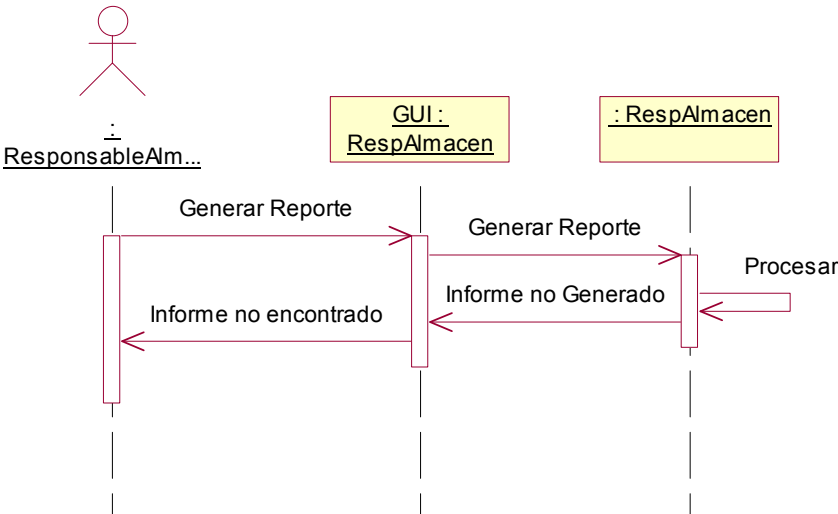 :
ResponsableAlm...
GUI :
RespAlmacen
: RespAlmacen
Generar Reporte
Generar Reporte
Procesar
Informe no Generado
Informe no encontrado